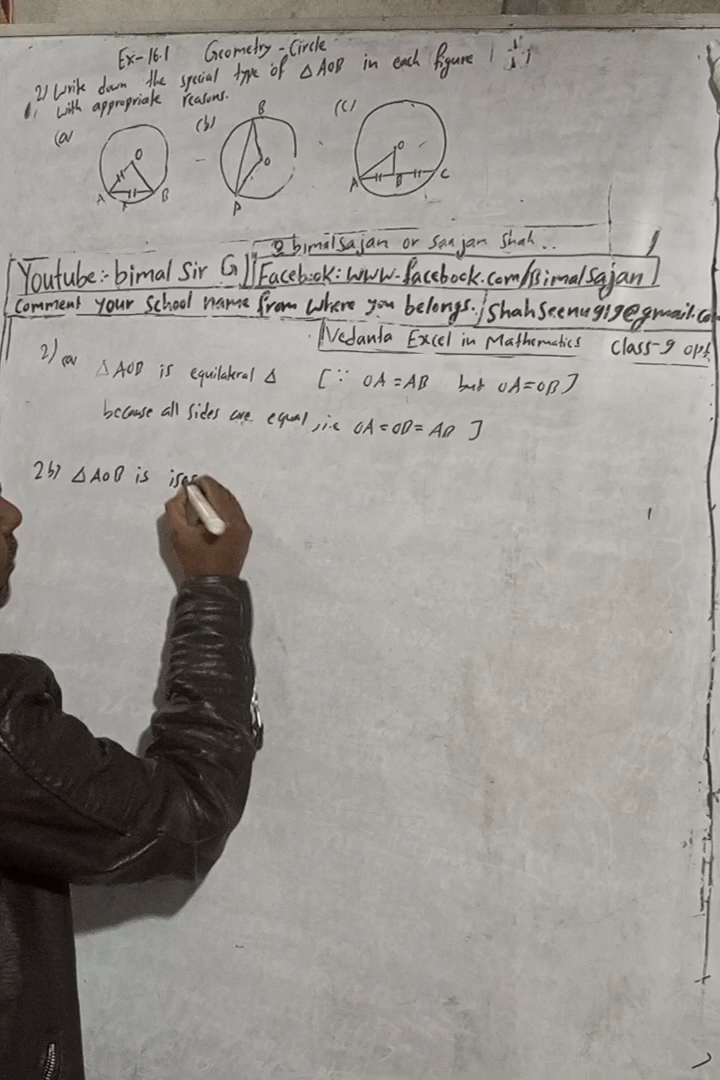 Ex-16.1 Geometry-Circle
2) Write down the special type of △AOB in each figure
with appropriate reasons.
(a) (b) (c)
B
O
A B
O
A
O
A B C
bimalsajan or sanjan shah..
Youtube:- bimal Sir G Facebook: www.facebook.com/Bimalsajan
Comment your School name from where you belongs. / Shahseenu919@gmail.co
Vedanta Excel in Mathematics Class-9 opt
2) (a) △AOB is equilateral △ [∵ OA = AB but OA = OB]
because all sides are equal, i.e OA = OB = AB ]
2b) △AOB is isos